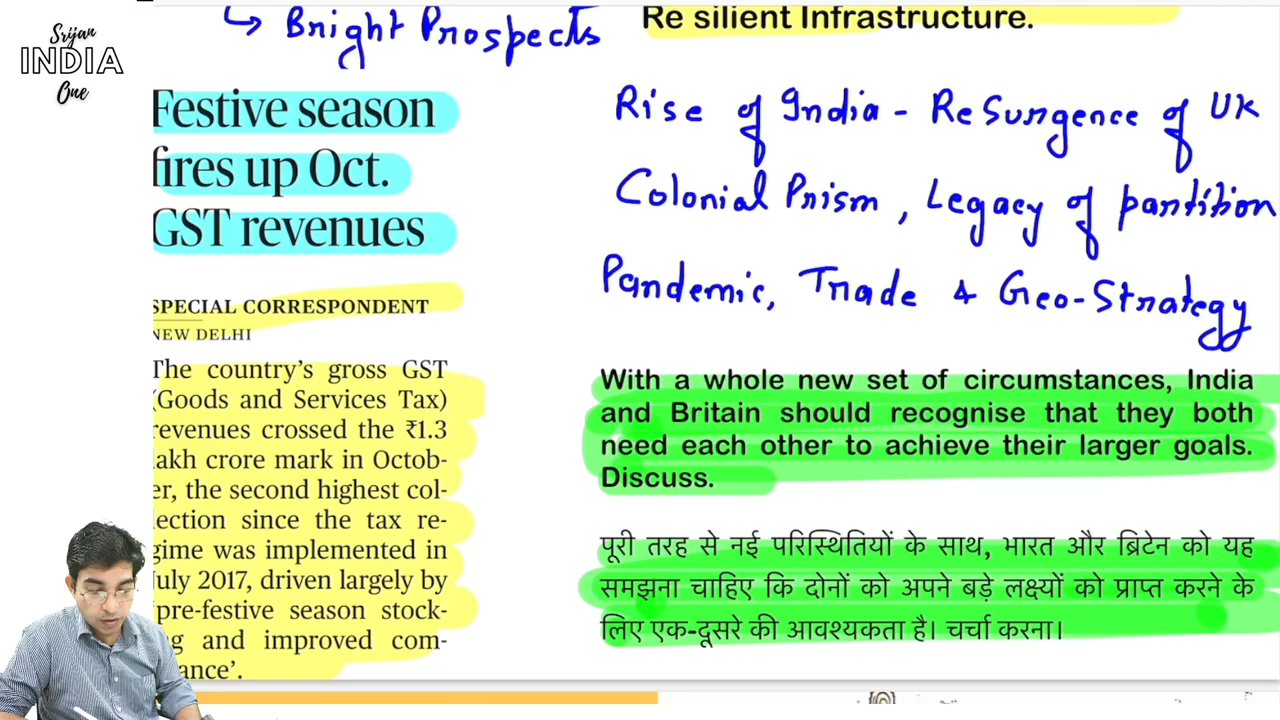 Srijan
INDIA
One
↳ Bright Prospects
Festive season
fires up Oct.
GST revenues
SPECIAL CORRESPONDENT
NEW DELHI
The country's gross GST
(Goods and Services Tax)
revenues crossed the ₹1.3
lakh crore mark in Octob-
er, the second highest col-
lection since the tax re-
gime was implemented in
July 2017, driven largely by
'pre-festive season stock-
and improved com-
Re silient Infrastructure.
Rise of India - ReSurgence of UK
Colonial Prism, Legacy of partition
Pandemic, Trade & Geo-Strategy
With a whole new set of circumstances, India
and Britain should recognise that they both
need each other to achieve their larger goals.
Discuss.
पूरी तरह से नई परिस्थितियों के साथ, भारत और ब्रिटेन को यह
समझना चाहिए कि दोनों को अपने बड़े लक्ष्यों को प्राप्त करने के
लिए एक-दूसरे की आवश्यकता है। चर्चा करना।